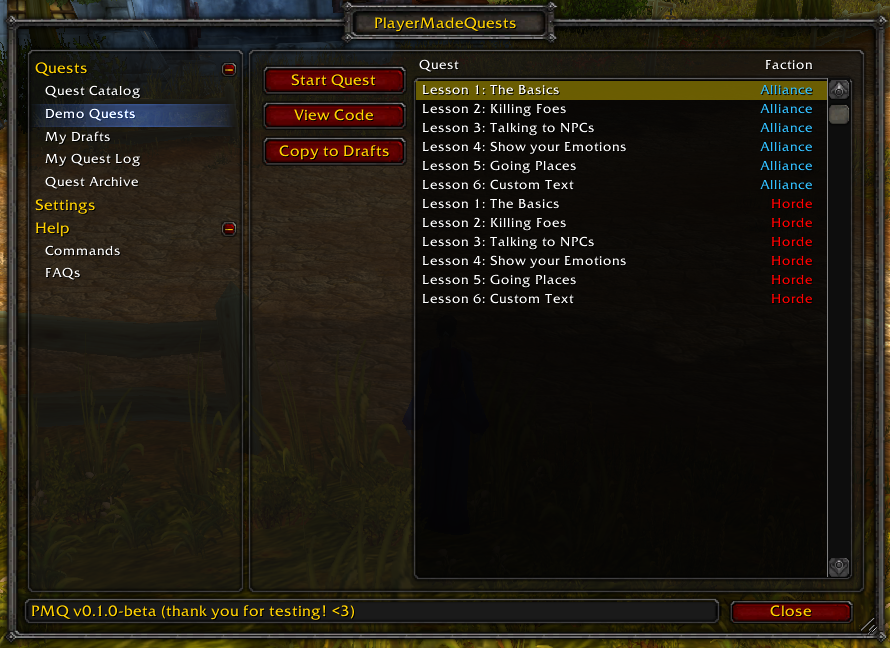 PlayerMadeQuests
Quests
Quest Catalog
Demo Quests
My Drafts
My Quest Log
Quest Archive
Settings
Help
Commands
FAQs
Start Quest
View Code
Copy to Drafts
Quest Faction
Lesson 1: The Basics Alliance
Lesson 2: Killing Foes Alliance
Lesson 3: Talking to NPCs Alliance
Lesson 4: Show your Emotions Alliance
Lesson 5: Going Places Alliance
Lesson 6: Custom Text Alliance
Lesson 1: The Basics Horde
Lesson 2: Killing Foes Horde
Lesson 3: Talking to NPCs Horde
Lesson 4: Show your Emotions Horde
Lesson 5: Going Places Horde
Lesson 6: Custom Text Horde
PMQ v0.1.0-beta (thank you for testing! <3)
Close